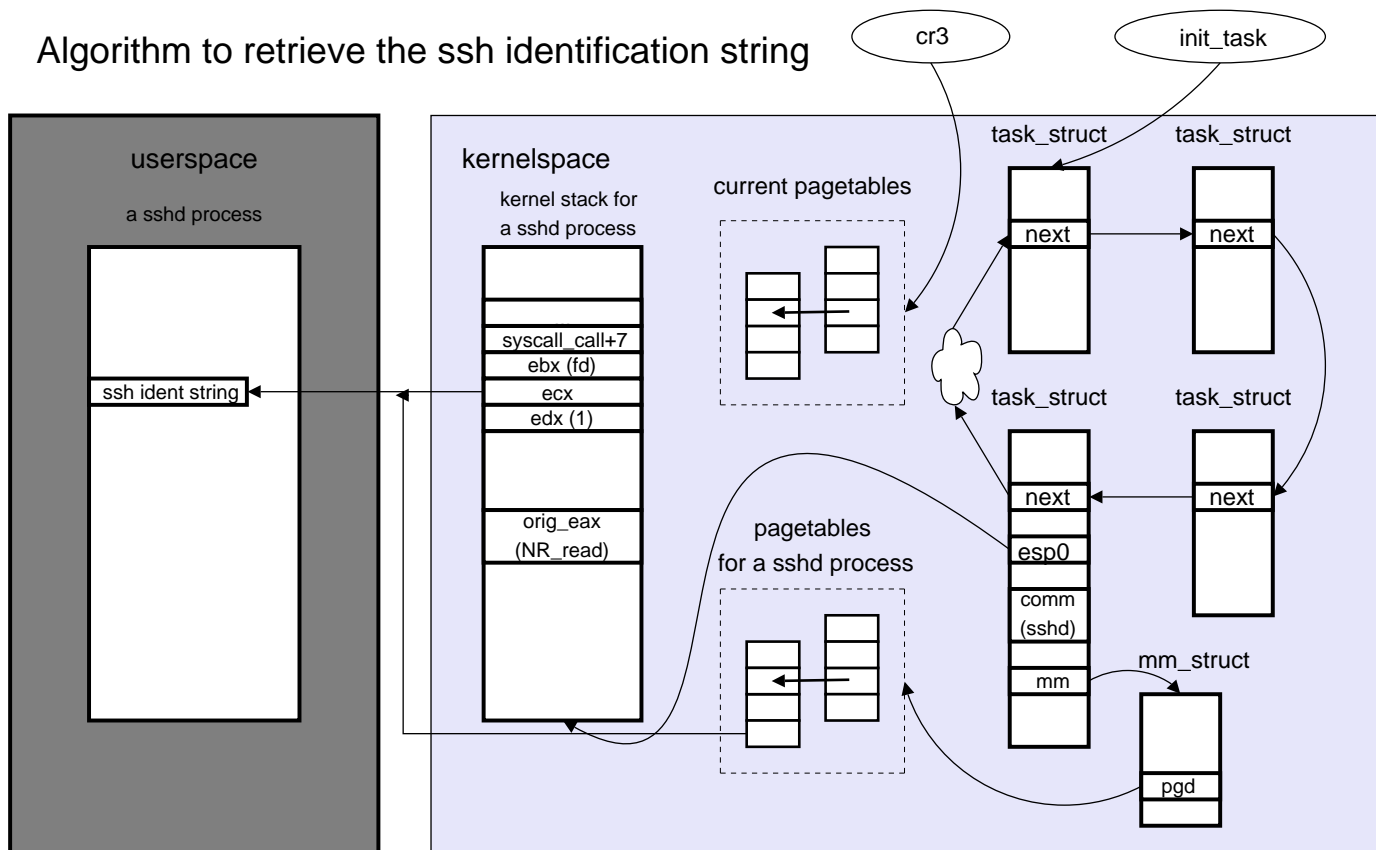 Algorithm to retrieve the ssh identification string
cr3
init_task
userspace
a sshd process
ssh ident string
kernelspace
kernel stack for
a sshd process
syscall_call+7
ebx (fd)
ecx
edx (1)
orig_eax
(NR_read)
current pagetables
pagetables
for a sshd process
task_struct
next
task_struct
next
task_struct
next
esp0
comm
(sshd)
mm
task_struct
next
mm_struct
pgd